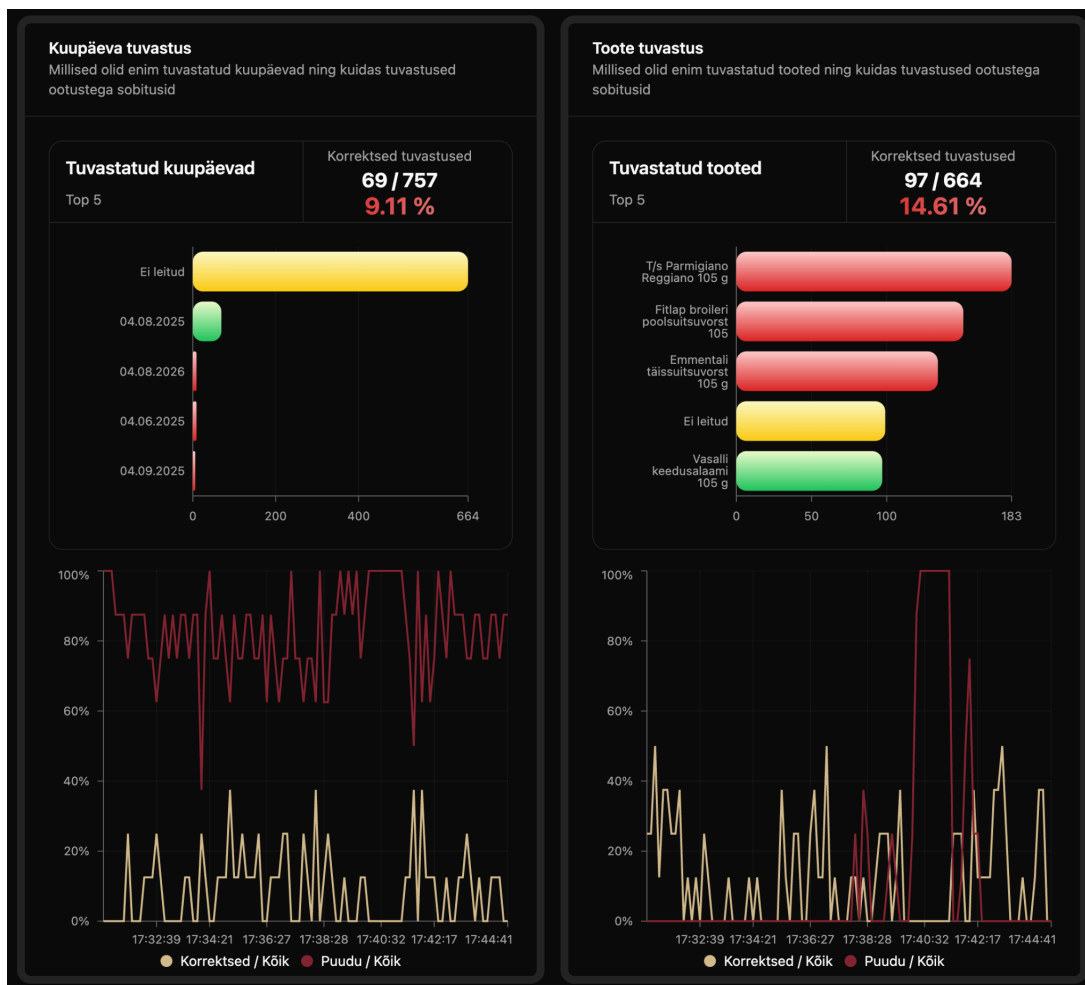 Kuupäeva tuvastus
Millised olid enim tuvastatud kuupäevad ning kuidas tuvastused
ootustega sobitusid
Tuvastatud kuupäevad
Top 5
Korrektsed tuvastused
69 / 757
9.11 %
Ei leitud
04.08.2025
04.08.2026
04.06.2025
04.09.2025
0
200
400
664
100%
80%
60%
40%
20%
0%
17:32:39
17:34:21
17:36:27
17:38:28
17:40:32
17:42:17
17:44:41
Korrektsed / Kõik
Puudu / Kõik
Toote tuvastus
Millised olid enim tuvastatud tooted ning kuidas tuvastused ootustega
sobitusid
Tuvastatud tooted
Top 5
Korrektsed tuvastused
97 / 664
14.61 %
T/s Parmigiano
Reggiano 105 g
Fitlap broileri
poolsuitsuvorst
105
Emmentali
täissuitsuvorst
105 g
Ei leitud
Vasalli
keedusalaami
105 g
0
50
100
183
100%
80%
60%
40%
20%
0%
17:32:39
17:34:21
17:36:27
17:38:28
17:40:32
17:42:17
17:44:41
Korrektsed / Kõik
Puudu / Kõik